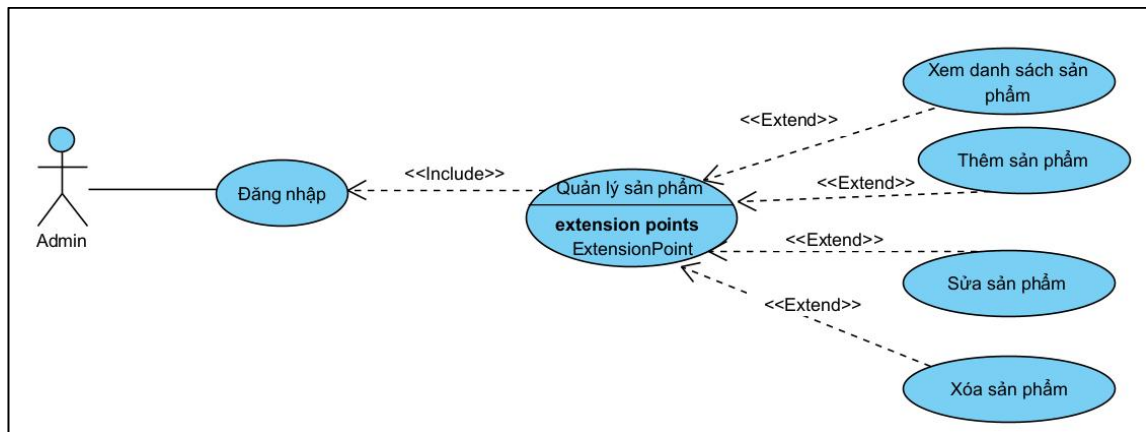 Xem danh sách sản
phẩm
<<Extend>>
Thêm sản phẩm
<<Include>>
Quản lý sản phẩm
<<Extend>>
Đăng nhập
extension points
Admin
ExtensionPoint
<<Extend>>
Sửa sản phẩm
<<Extend>>
Xóa sản phẩm